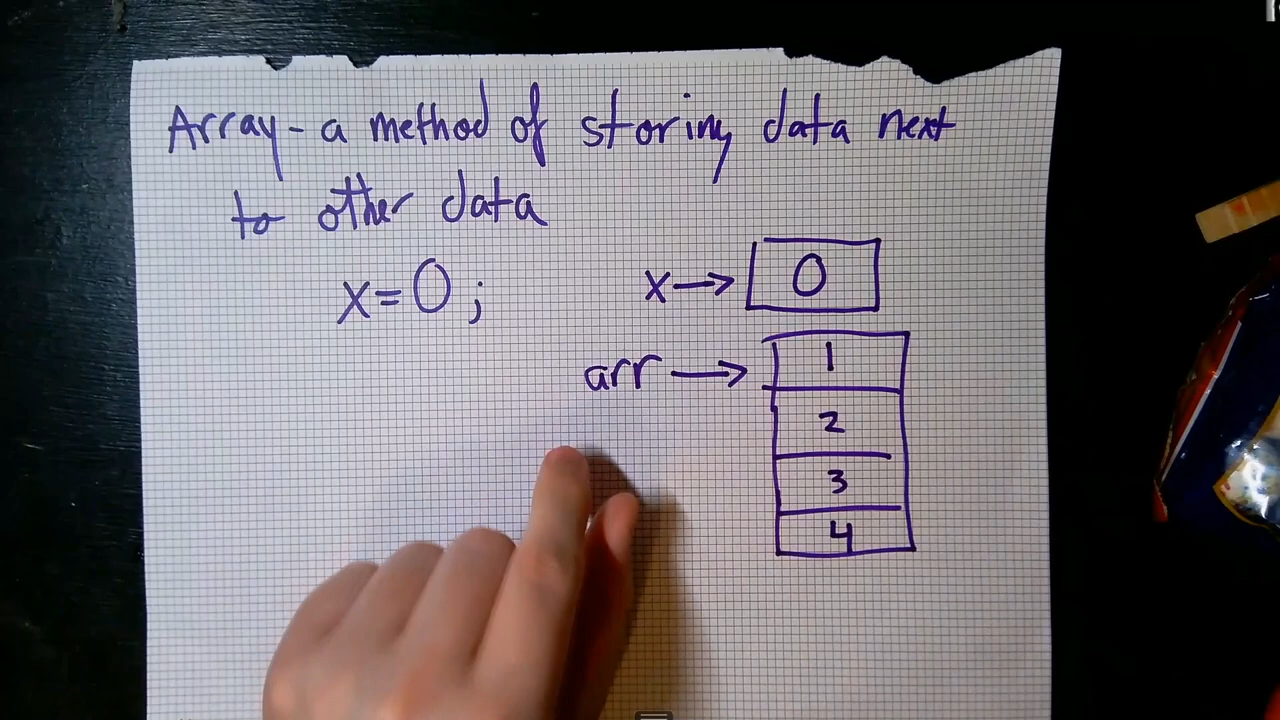 Array - a method of storing data next
to other data
x=0;
x→ 0
arr→ 1
2
3
4